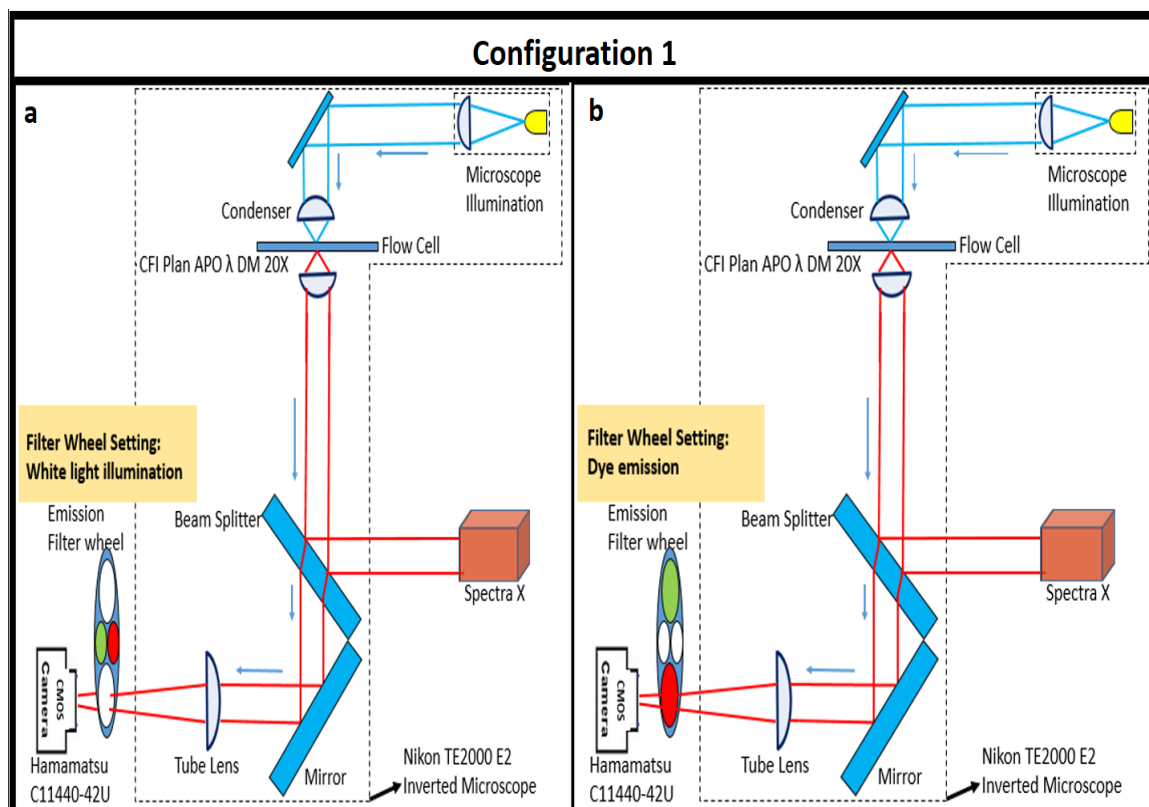 Configuration 1
a
Microscope
Illumination
Condenser
Flow Cell
CFI Plan APO λ DM 20X
Filter Wheel Setting:
White light illumination
Emission
Filter wheel
Beam Splitter
Spectra X
CMOS
Camera
Hamamatsu
C11440-42U
Tube Lens
Mirror
Nikon TE2000 E2
Inverted Microscope
b
Microscope
Illumination
Condenser
Flow Cell
CFI Plan APO λ DM 20X
Filter Wheel Setting:
Dye emission
Emission
Filter wheel
Beam Splitter
Spectra X
CMOS
Camera
Hamamatsu
C11440-42U
Tube Lens
Mirror
Nikon TE2000 E2
Inverted Microscope